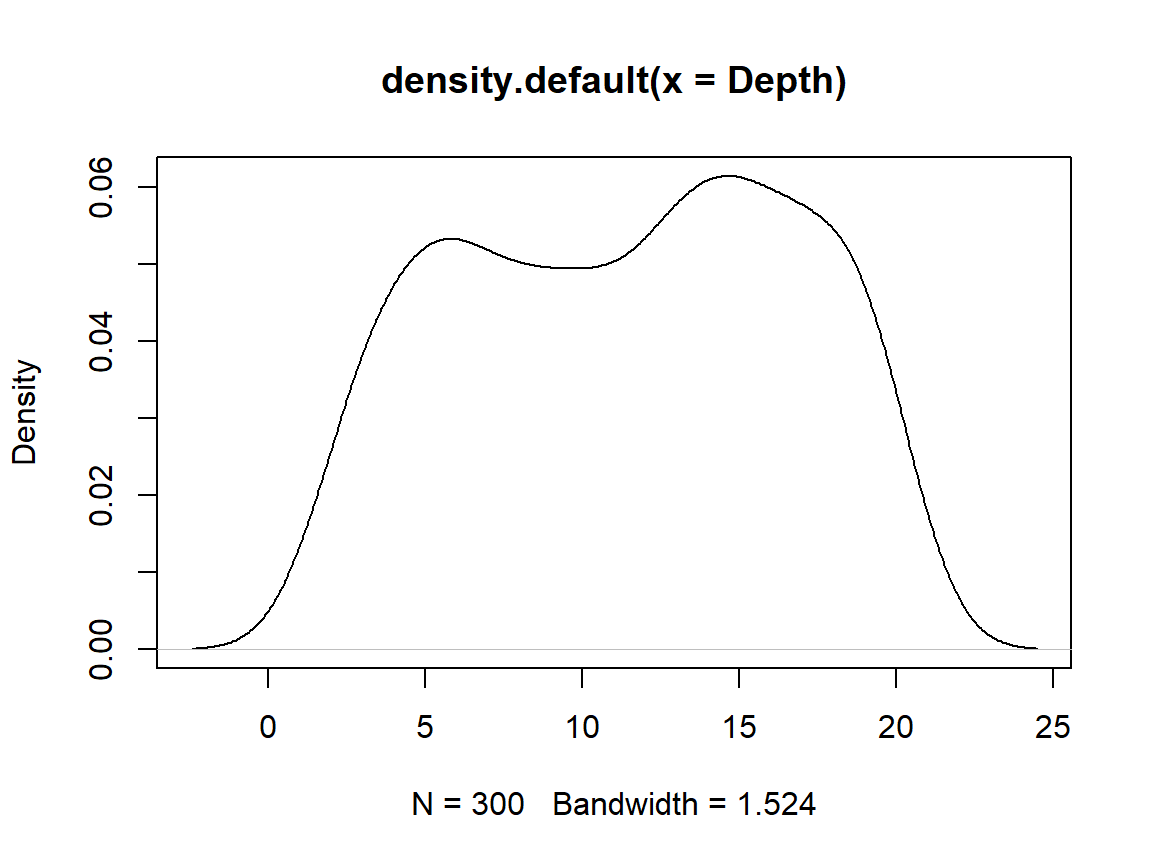 density.default(x = Depth)
Density
0.06
0.04
0.02
0.00
0 5 10 15 20 25
N = 300 Bandwidth = 1.524